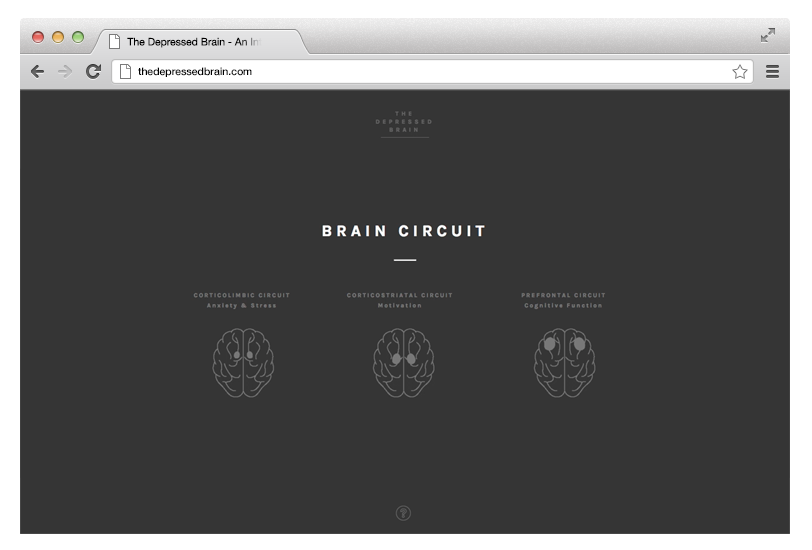 The Depressed Brain - An In
thedepressedbrain.com
THE
DEPRESSED
BRAIN
BRAIN CIRCUIT
CORTICOLIMBIC CIRCUIT
Anxiety & Stress
CORTICOSTRIATAL CIRCUIT
Motivation
PREFRONTAL CIRCUIT
Cognitive Function
?